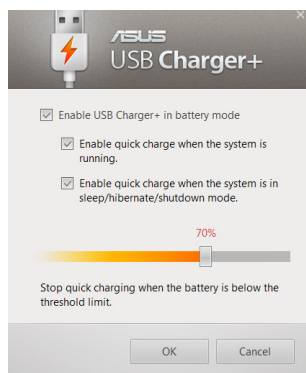 ASUS
USB Charger+
Enable USB Charger+ in battery mode
Enable quick charge when the system is
running.
Enable quick charge when the system is in
sleep/hibernate/shutdown mode.
70%
Stop quick charging when the battery is below the
threshold limit.
OK
Cancel